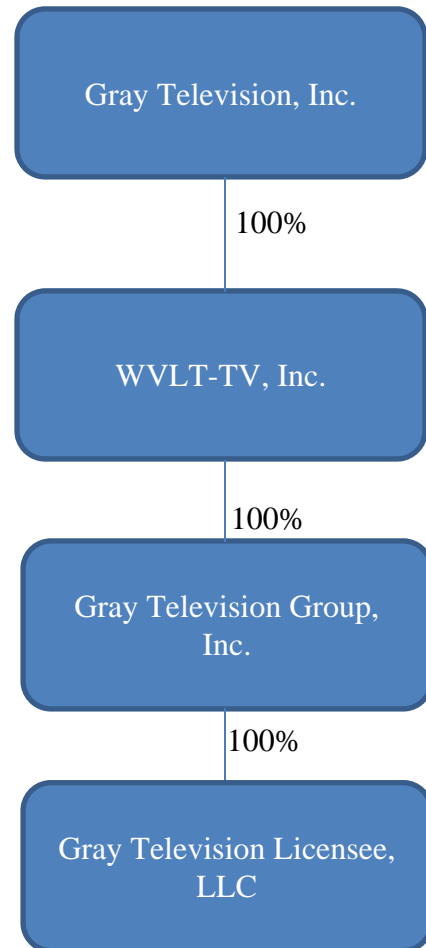 Gray Television, Inc.
100%
WVLT-TV, Inc.
100%
Gray Television Group,
Inc.
100%
Gray Television Licensee,
LLC